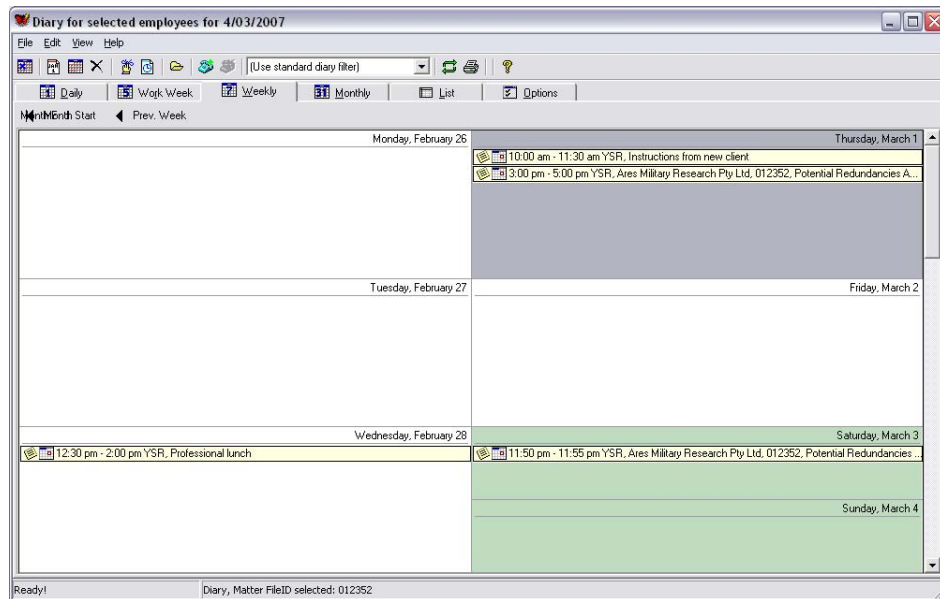 Diary for selected employees for 4/03/2007
File Edit View Help
(Use standard diary filter)
Daily Work Week Weekly Monthly List Options
Month Start Prev. Week
Monday, February 26
Thursday, March 1
10:00 am - 11:30 am YSR, Instructions from new client
3:00 pm - 5:00 pm YSR, Ares Military Research Pty Ltd, 012352, Potential Redundancies A...
Tuesday, February 27
Friday, March 2
Wednesday, February 28
12:30 pm - 2:00 pm YSR, Professional lunch
Saturday, March 3
11:50 pm - 11:55 pm YSR, Ares Military Research Pty Ltd, 012352, Potential Redundancies ...
Sunday, March 4
Ready! Diary, Matter FileID selected: 012352